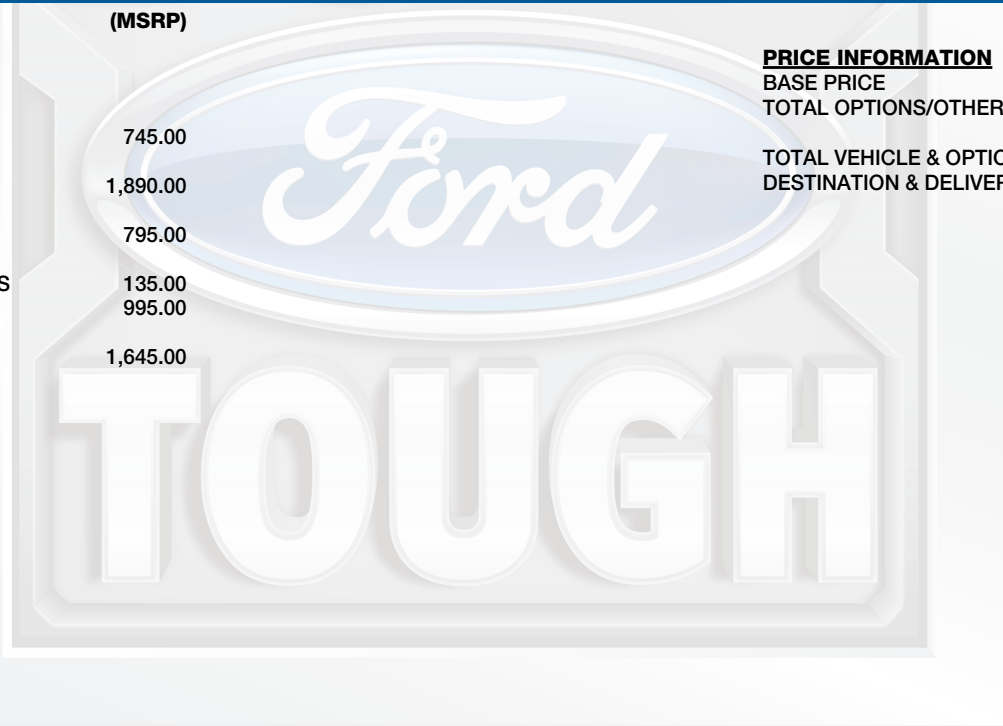 (MSRP)
745.00
1,890.00
795.00
S 135.00
995.00
1,645.00
PRICE INFORMATION
BASE PRICE
TOTAL OPTIONS/OTHER
TOTAL VEHICLE & OPTIO
DESTINATION & DELIVER
Ford
TOUGH